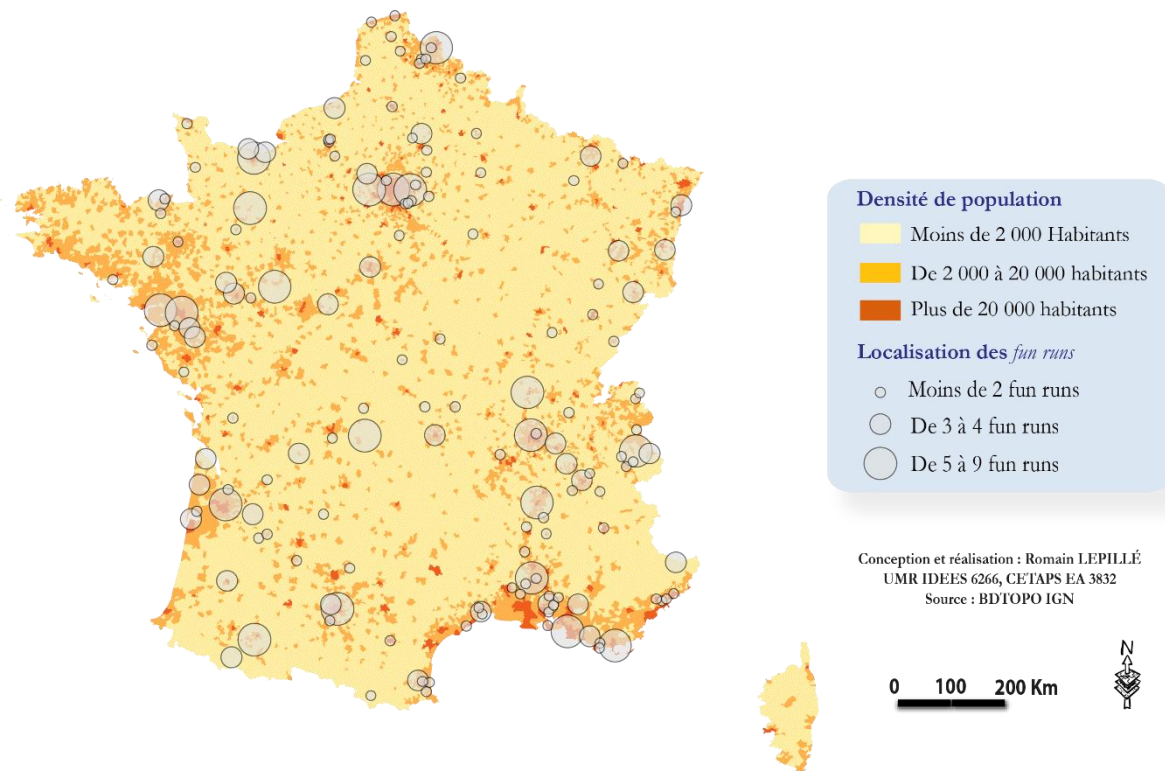 Densité de population
Moins de 2 000 Habitants
De 2 000 à 20 000 habitants
Plus de 20 000 habitants
Localisation des fun runs
Moins de 2 fun runs
De 3 à 4 fun runs
De 5 à 9 fun runs
Conception et réalisation : Romain LEPILLÉ
UMR IDEES 6266, CETAPS EA 3832
Source : BDTOPO IGN
N
0 100 200 Km